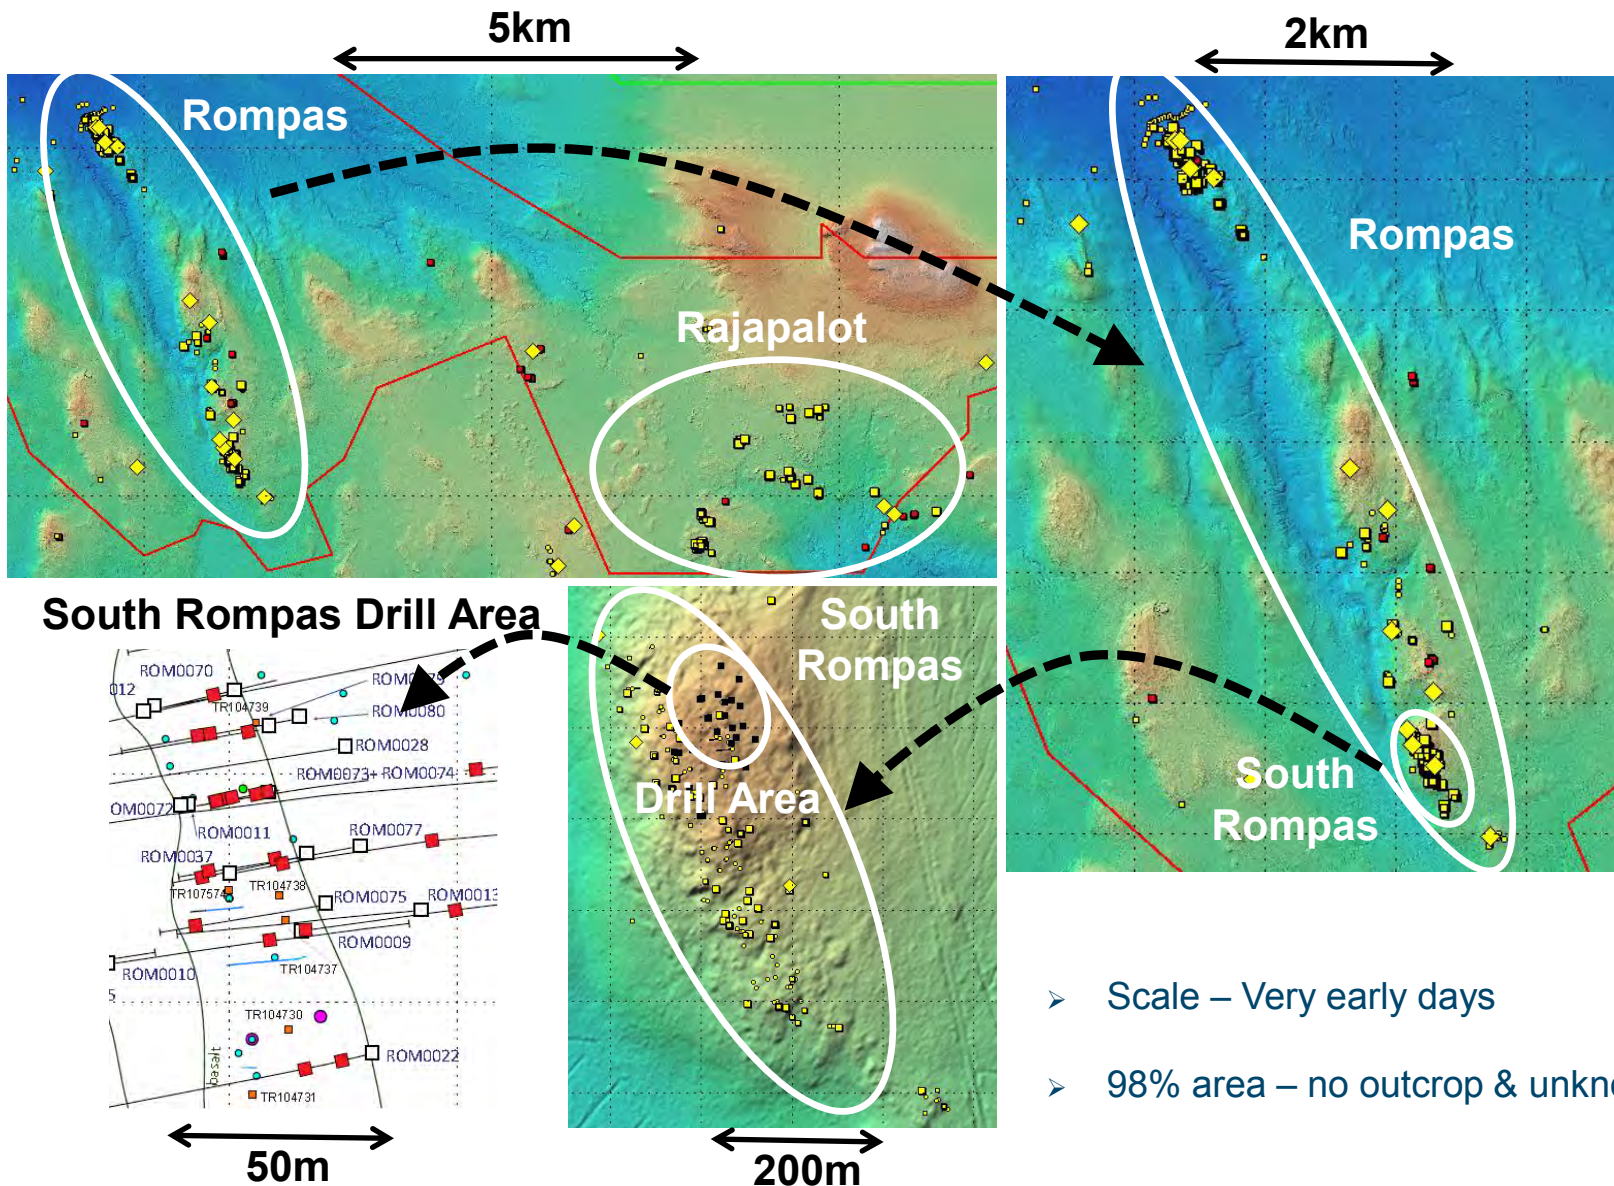 5km
2km
Rompas
Rajapalot
Rompas
South
Rompas
South Rompas Drill Area
South
Rompas
Drill Area
ROM0070
012
TR104739
ROM0080
ROM0028
ROM0073+ ROM0074
ROM0072
ROM0011
ROM0077
ROM0037
TR107574
TR104738
ROM0075
ROM0013
ROM0009
ROM0010
TR104737
TR104730
basalt
ROM0022
TR104731
50m
200m
➢ Scale – Very early days
➢ 98% area – no outcrop &